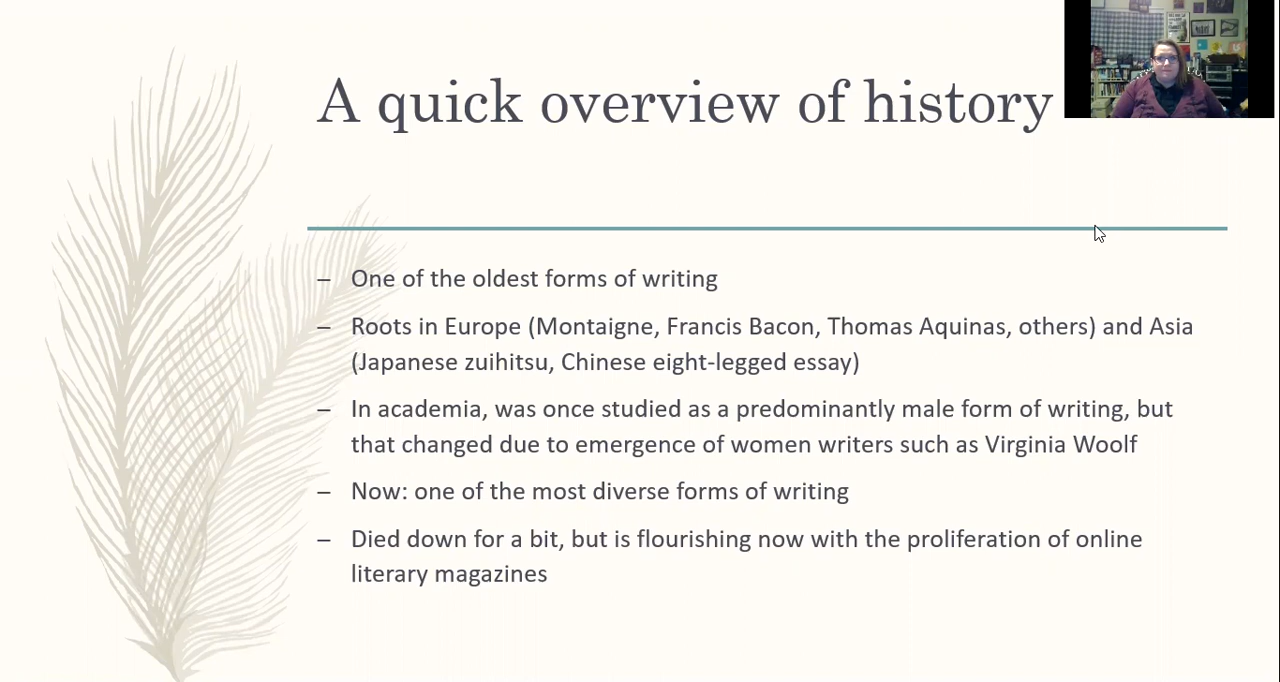 A quick overview of history
– One of the oldest forms of writing
– Roots in Europe (Montaigne, Francis Bacon, Thomas Aquinas, others) and Asia
(Japanese zuihitsu, Chinese eight-legged essay)
– In academia, was once studied as a predominantly male form of writing, but
that changed due to emergence of women writers such as Virginia Woolf
– Now: one of the most diverse forms of writing
– Died down for a bit, but is flourishing now with the proliferation of online
literary magazines